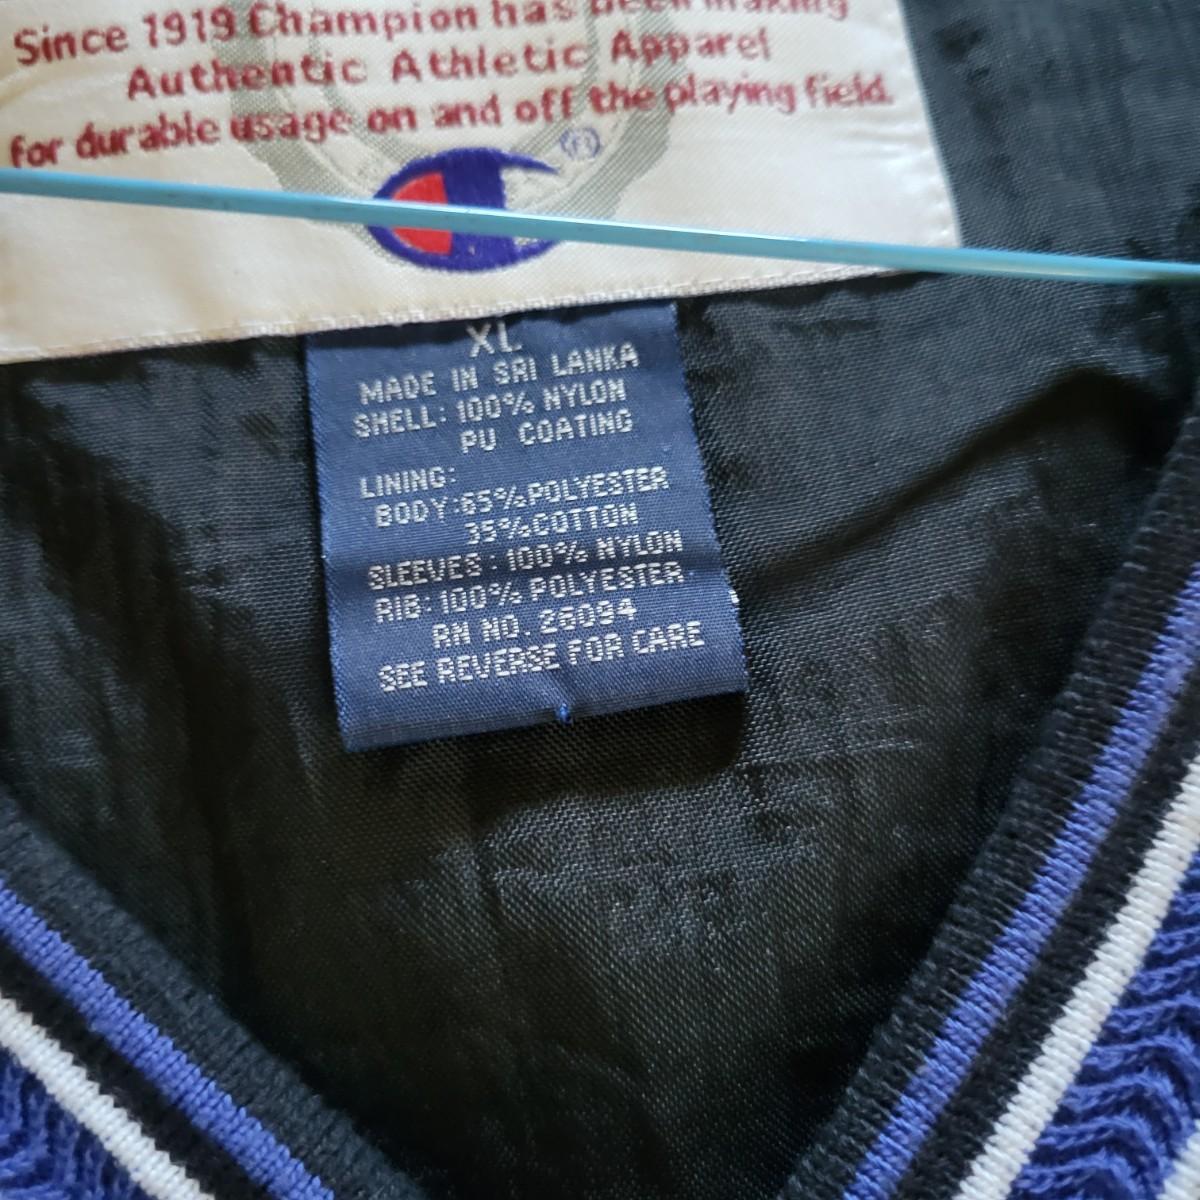 Since 1919 Champion has been making
Authentic Athletic Apparel
for durable usage on and off the playing field.
XL
MADE IN SRI LANKA
SHELL: 100% NYLON
PU COATING
LINING:
BODY:65%POLYESTER
35%COTTON
SLEEVES: 100% NYLON
RIB: 100% POLYESTER
RN NO. 26094
SEE REVERSE FOR CARE